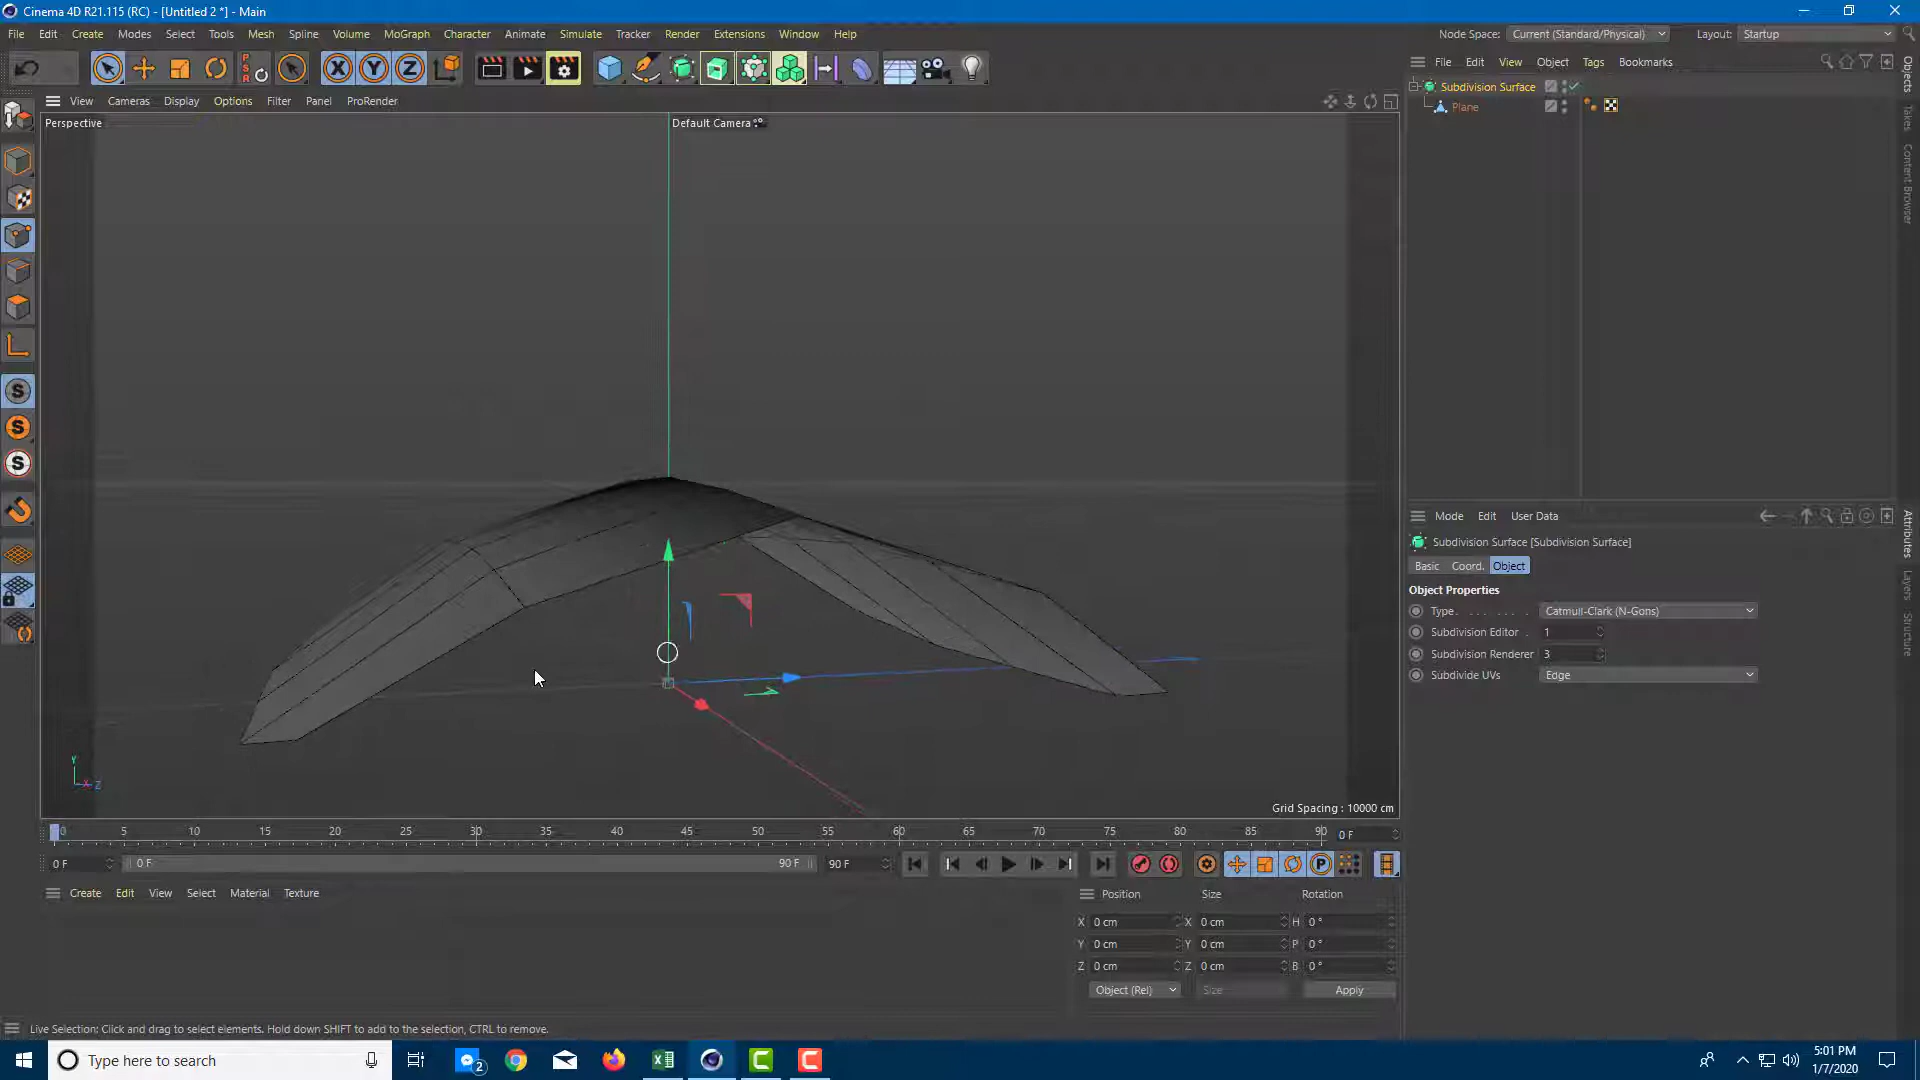 Cinema 4D R21.115 (RC) - [Untitled 2 *] - Main
File Edit Create Modes Select Tools Mesh Spline Volume MoGraph Character Animate Simulate Tracker Render Extensions Window Help
Node Space: Current (Standard/Physical) Layout: Startup
P S R
X Y Z
File Edit View Object Tags Bookmarks
View Cameras Display Options Filter Panel ProRender
Perspective
Default Camera
Subdivision Surface
Plane
Objects
Takes
Content Browser
Mode Edit User Data
Subdivision Surface [Subdivision Surface]
Basic Coord. Object
Object Properties
Type Catmull-Clark (N-Gons)
Subdivision Editor 1
Subdivision Renderer 3
Subdivide UVs Edge
Attributes
Layers
Structure
S
S
S
Y
X Z
Grid Spacing : 10000 cm
0 5 10 15 20 25 30 35 40 45 50 55 60 65 70 75 80 85 90 0 F
0 F 0 F 90 F 90 F P
Create Edit View Select Material Texture
Position Size Rotation
X 0 cm X 0 cm H 0 °
Y 0 cm Y 0 cm P 0 °
Z 0 cm Z 0 cm B 0 °
Object (Rel) Size Apply
Live Selection: Click and drag to select elements. Hold down SHIFT to add to the selection, CTRL to remove.
Type here to search
2
5:01 PM
1/7/2020